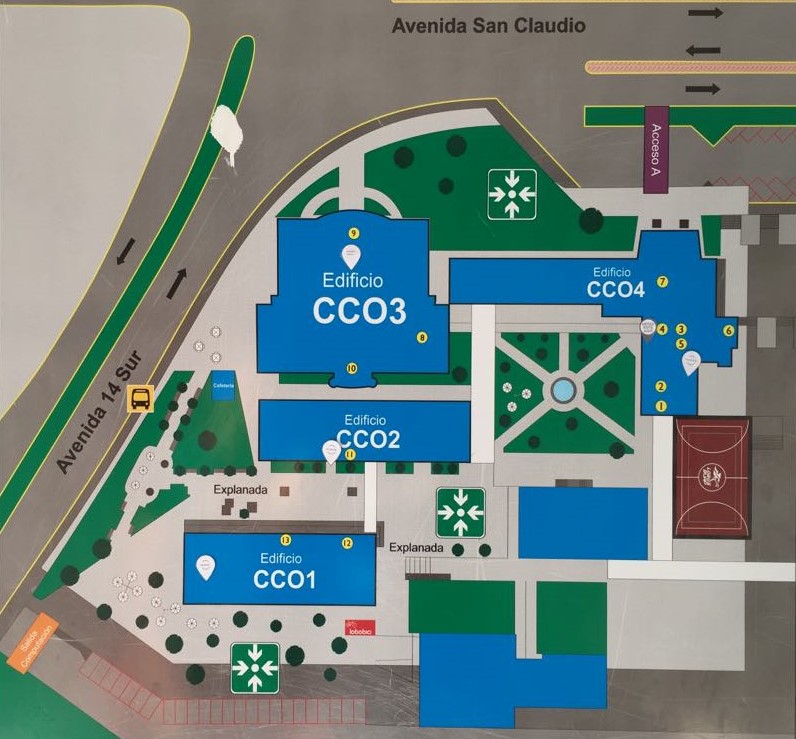 Avenida San Claudio
Acceso A
9
Edificio
CCO3
8
10
Edificio
CCO4
7
4
3
5
6
2
1
Cafetería
Avenida 14 Sur
Edificio
CCO2
11
Explanada
Explanada
13
12
Edificio
CCO1
lobobici
Salida
Computación